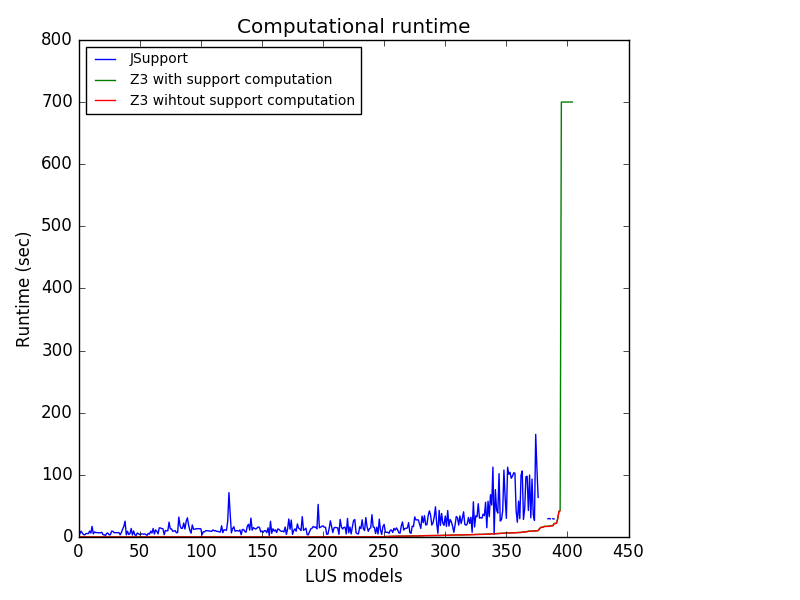 Computational runtime
800
700
600
500
400
300
200
100
0
Runtime (sec)
JSupport
Z3 with support computation
Z3 wihtout support computation
0 50 100 150 200 250 300 350 400 450
LUS models